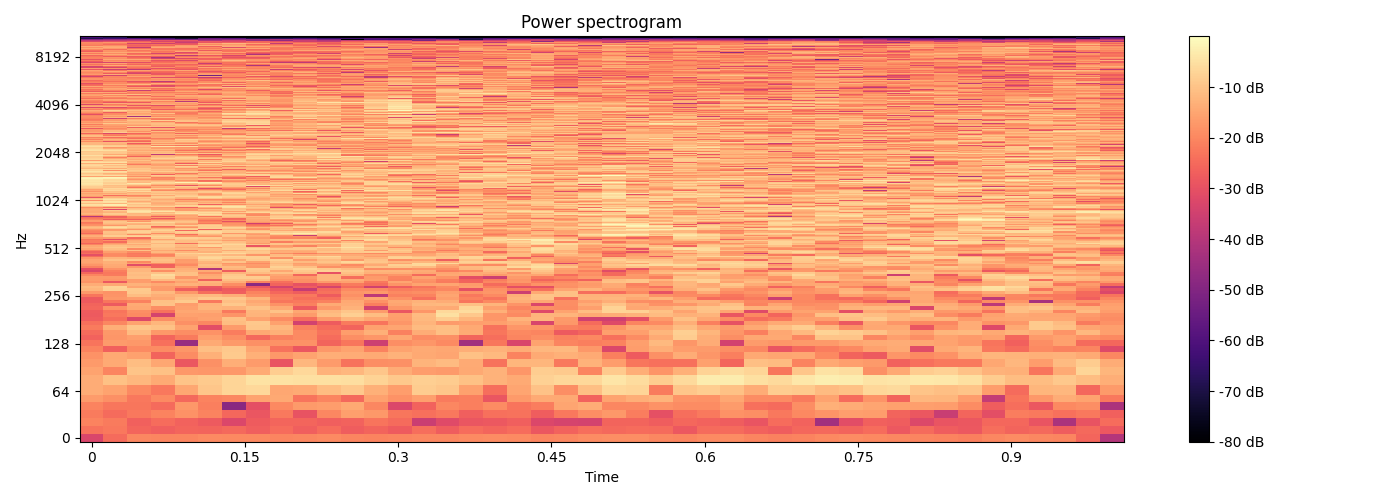 Power spectrogram
Hz
8192
4096
2048
1024
512
256
128
64
0
0 0.15 0.3 0.45 0.6 0.75 0.9
Time
-10 dB
-20 dB
-30 dB
-40 dB
-50 dB
-60 dB
-70 dB
-80 dB